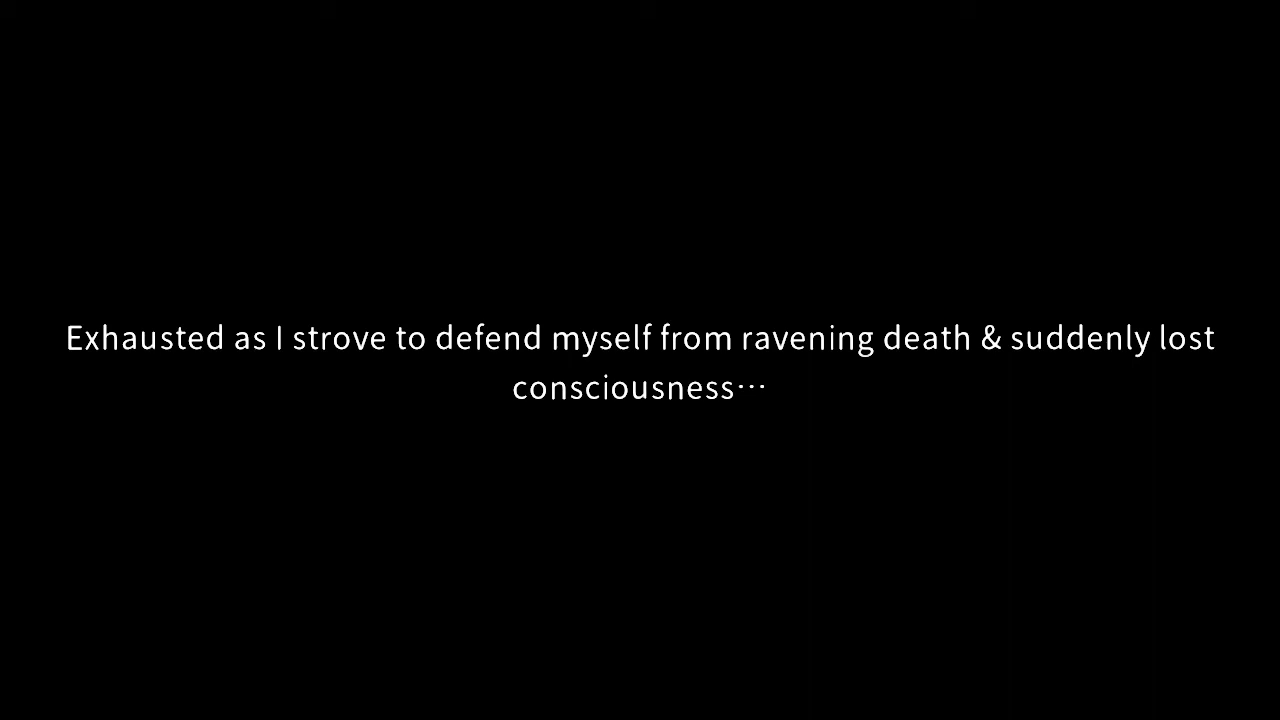 Exhausted as I strove to defend myself from ravening death & suddenly lost
consciousness…